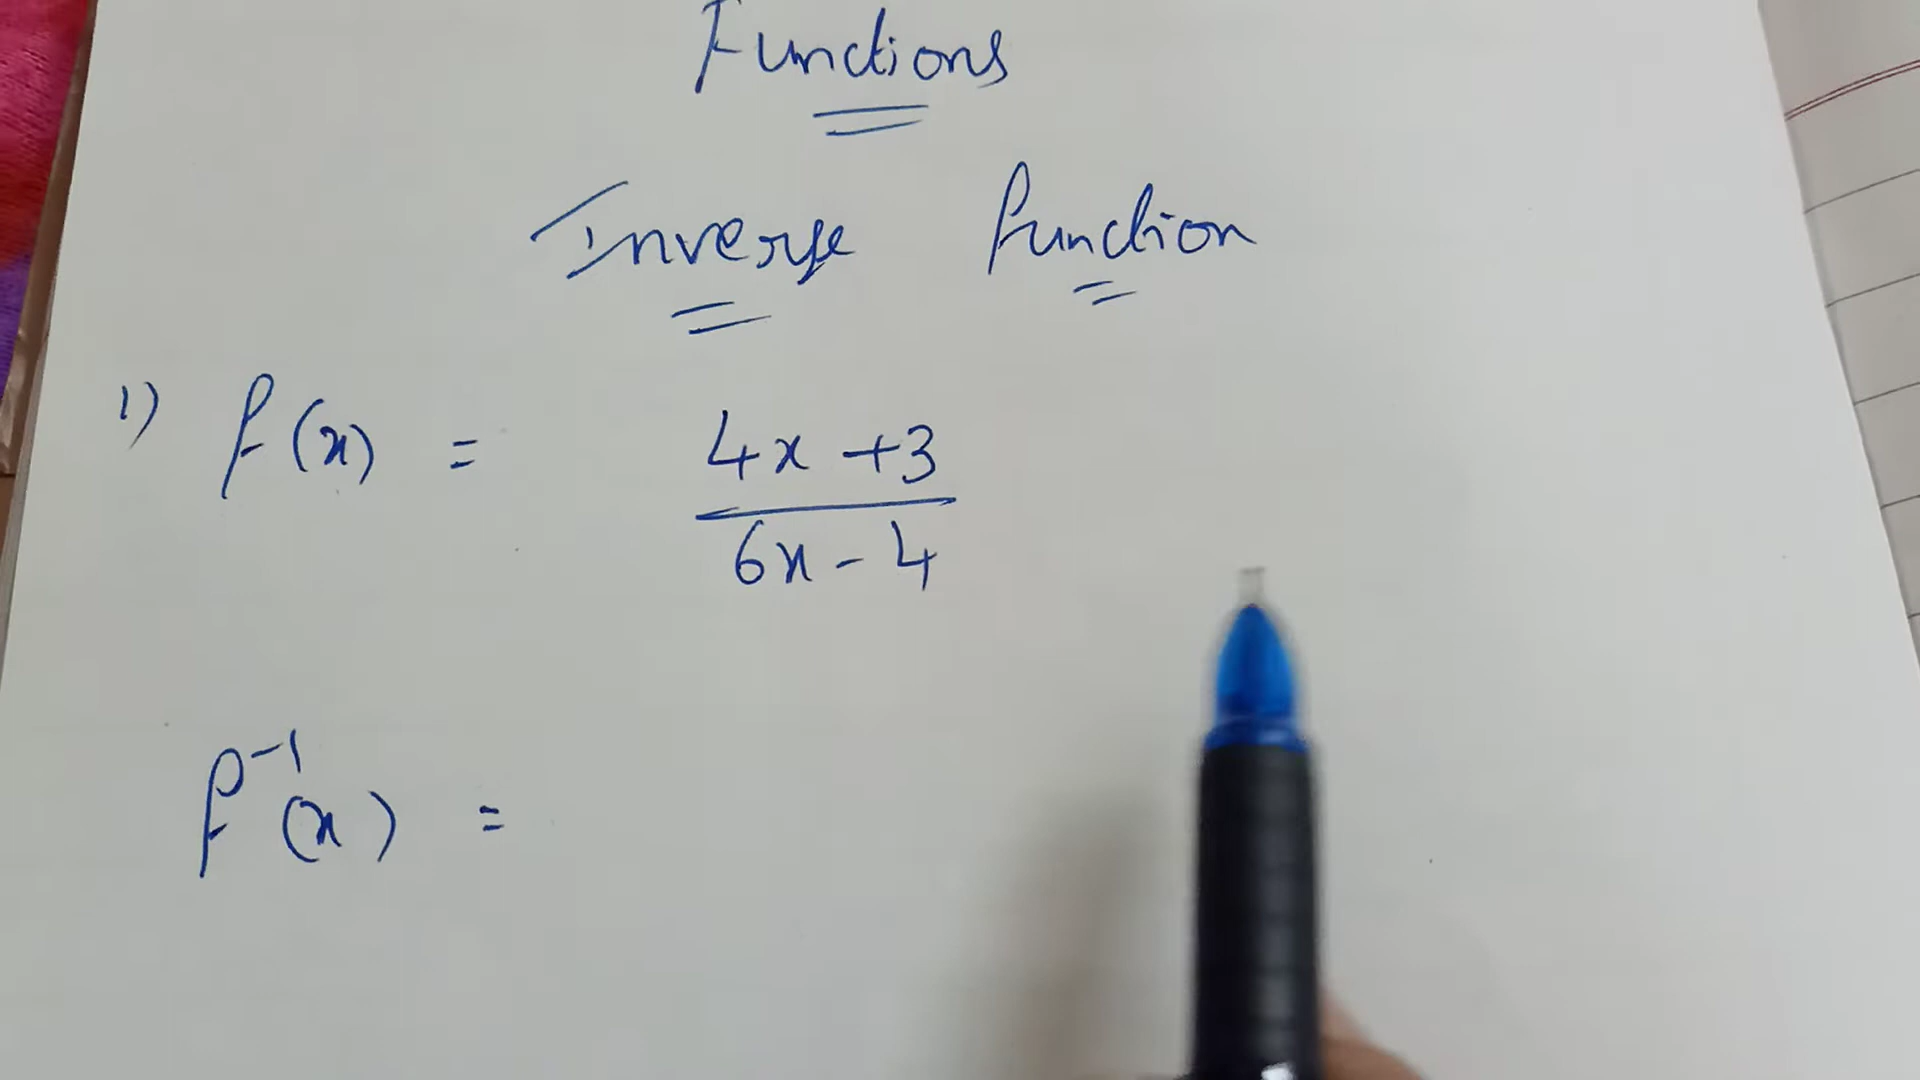 Functions
Inverse function
1) f(x) = 4x + 3
6x - 4
f⁻¹(x) =